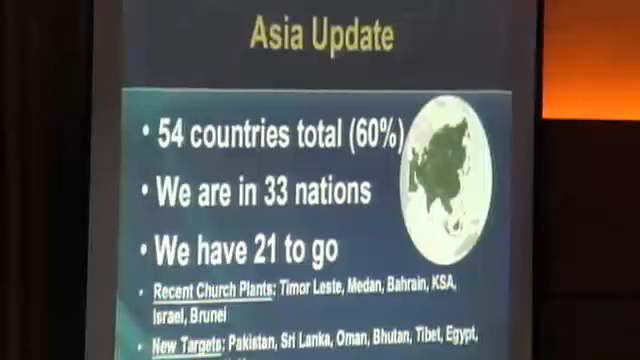 Asia Update
• 54 countries total (60%)
• We are in 33 nations
• We have 21 to go
• Recent Church Plants: Timor Leste, Medan, Bahrain, KSA,
Israel, Brunei
• New Targets: Pakistan, Sri Lanka, Oman, Bhutan, Tibet, Egypt,